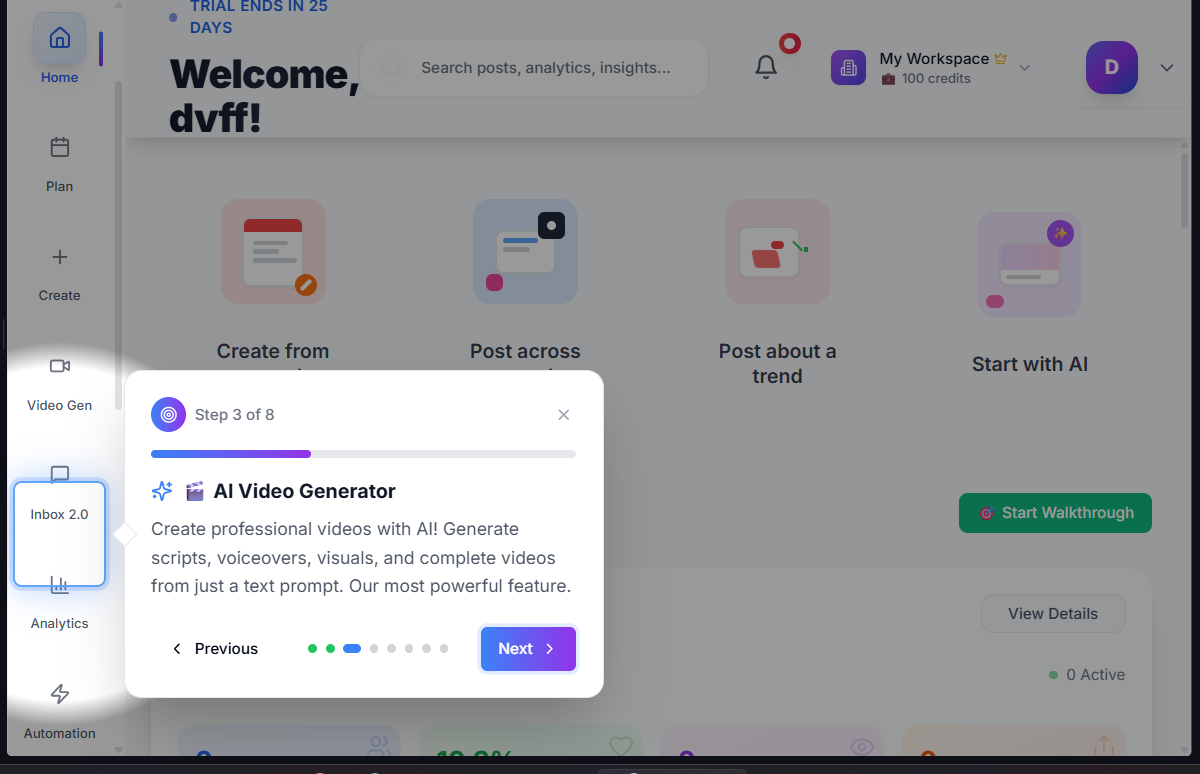 TRIAL ENDS IN 25
DAYS
Welcome,
dvff!
Search posts, analytics, insights...
My Workspace
100 credits
D
Home
Plan
Create
Video Gen
Inbox 2.0
Analytics
Automation
Create from
Post across
Post about a
trend
Start with AI
Step 3 of 8
AI Video Generator
Create professional videos with AI! Generate
scripts, voiceovers, visuals, and complete videos
from just a text prompt. Our most powerful feature.
Previous
Next
Start Walkthrough
View Details
0 Active